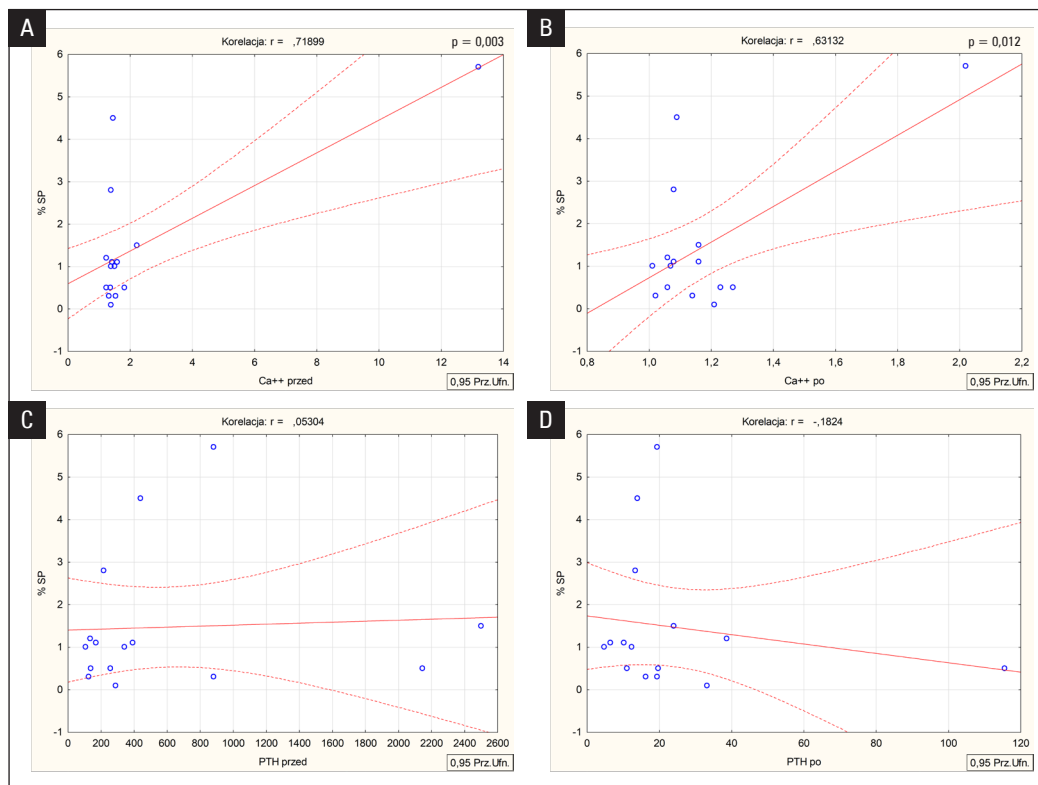 A
Korelacja: r = ,71899
p = 0,003
% SP
6
5
4
3
2
1
0
-1
0 2 4 6 8 10 12 14
Ca++ przed
0,95 Prz.Ufn.
B
Korelacja: r = ,63132
p = 0,012
% SP
6
5
4
3
2
1
0
-1
0,8 1,0 1,2 1,4 1,6 1,8 2,0 2,2
Ca++ po
0,95 Prz.Ufn.
C
Korelacja: r = ,05304
% SP
6
5
4
3
2
1
0
-1
0 200 400 600 800 1000 1200 1400 1600 1800 2000 2200 2400 2600
PTH przed
0,95 Prz.Ufn.
D
Korelacja: r = -,1824
% SP
6
5
4
3
2
1
0
-1
0 20 40 60 80 100 120
PTH po
0,95 Prz.Ufn.